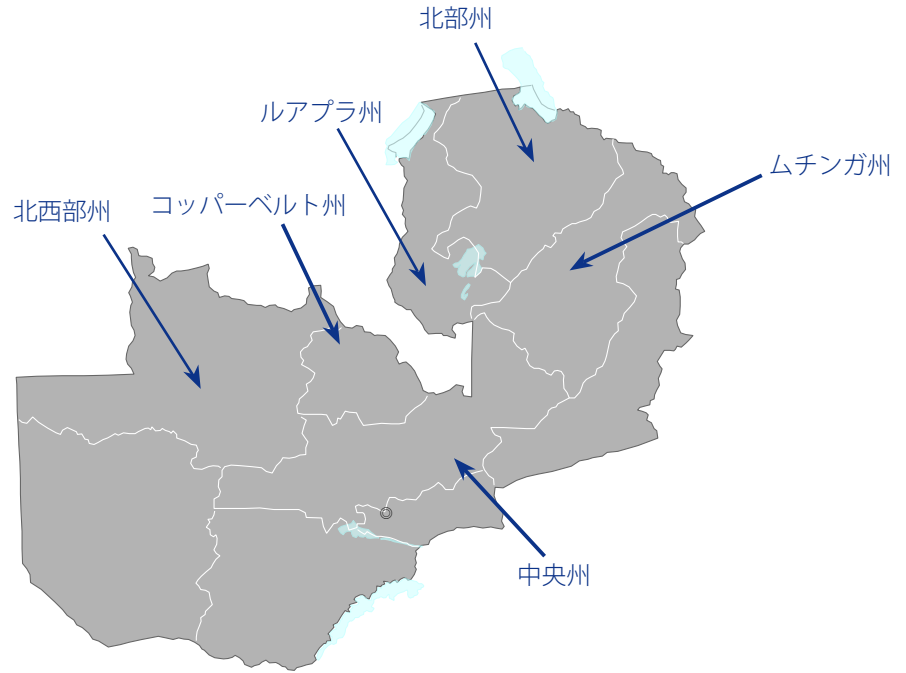 北部州
ルアプラ州
ムチンガ州
コッパーベルト州
北西部州
中央州